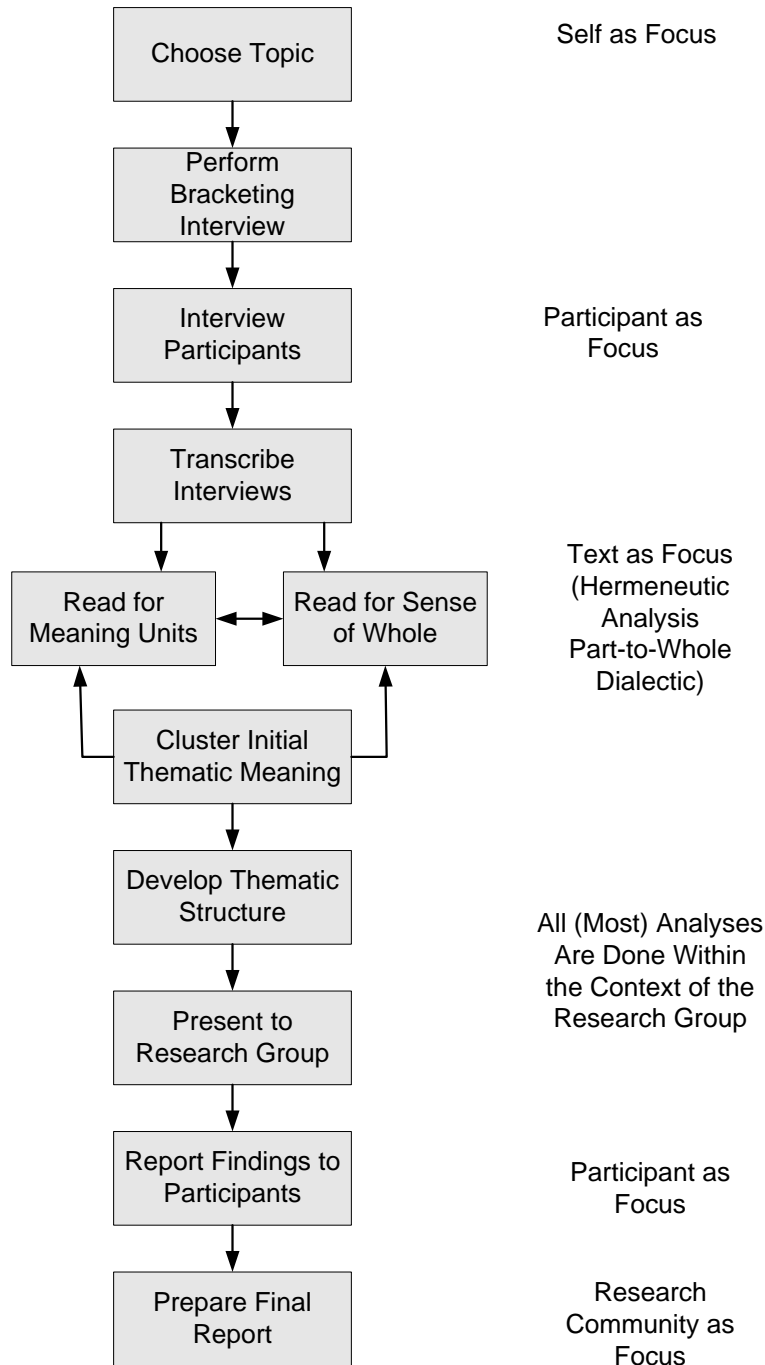 Choose Topic
Self as Focus
Perform
Bracketing
Interview
Interview
Participants
Participant as
Focus
Transcribe
Interviews
Read for
Meaning Units
Read for Sense
of Whole
Text as Focus
(Hermeneutic
Analysis
Part-to-Whole
Dialectic)
Cluster Initial
Thematic Meaning
Develop Thematic
Structure
All (Most) Analyses
Are Done Within
the Context of the
Research Group
Present to
Research Group
Report Findings to
Participants
Participant as
Focus
Prepare Final
Report
Research
Community as
Focus